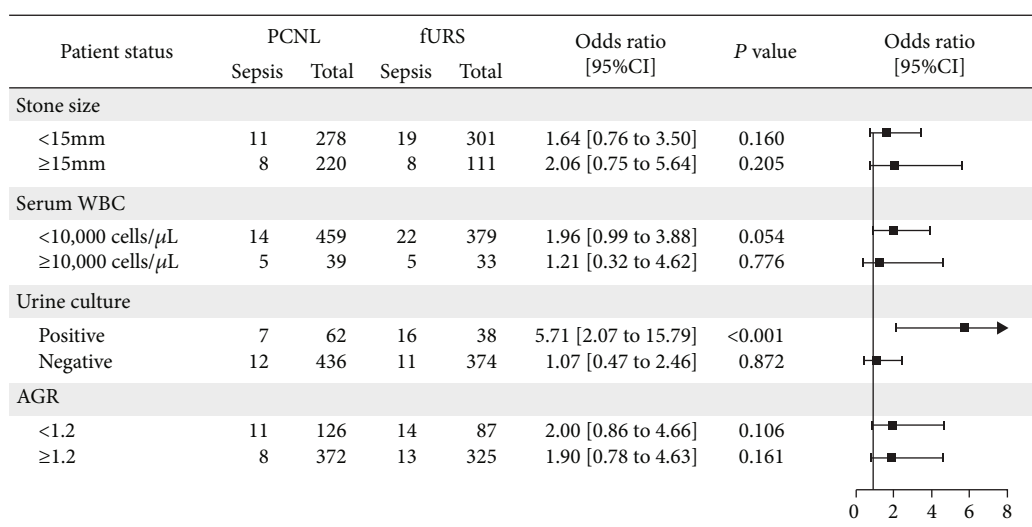 Patient status PCNL fURS Odds ratio [95%CI] P value Odds ratio [95%CI]
Sepsis Total Sepsis Total
Stone size
<15mm 11 278 19 301 1.64 [0.76 to 3.50] 0.160
≥15mm 8 220 8 111 2.06 [0.75 to 5.64] 0.205
Serum WBC
<10,000 cells/μL 14 459 22 379 1.96 [0.99 to 3.88] 0.054
≥10,000 cells/μL 5 39 5 33 1.21 [0.32 to 4.62] 0.776
Urine culture
Positive 7 62 16 38 5.71 [2.07 to 15.79] <0.001
Negative 12 436 11 374 1.07 [0.47 to 2.46] 0.872
AGR
<1.2 11 126 14 87 2.00 [0.86 to 4.66] 0.106
≥1.2 8 372 13 325 1.90 [0.78 to 4.63] 0.161
0 2 4 6 8